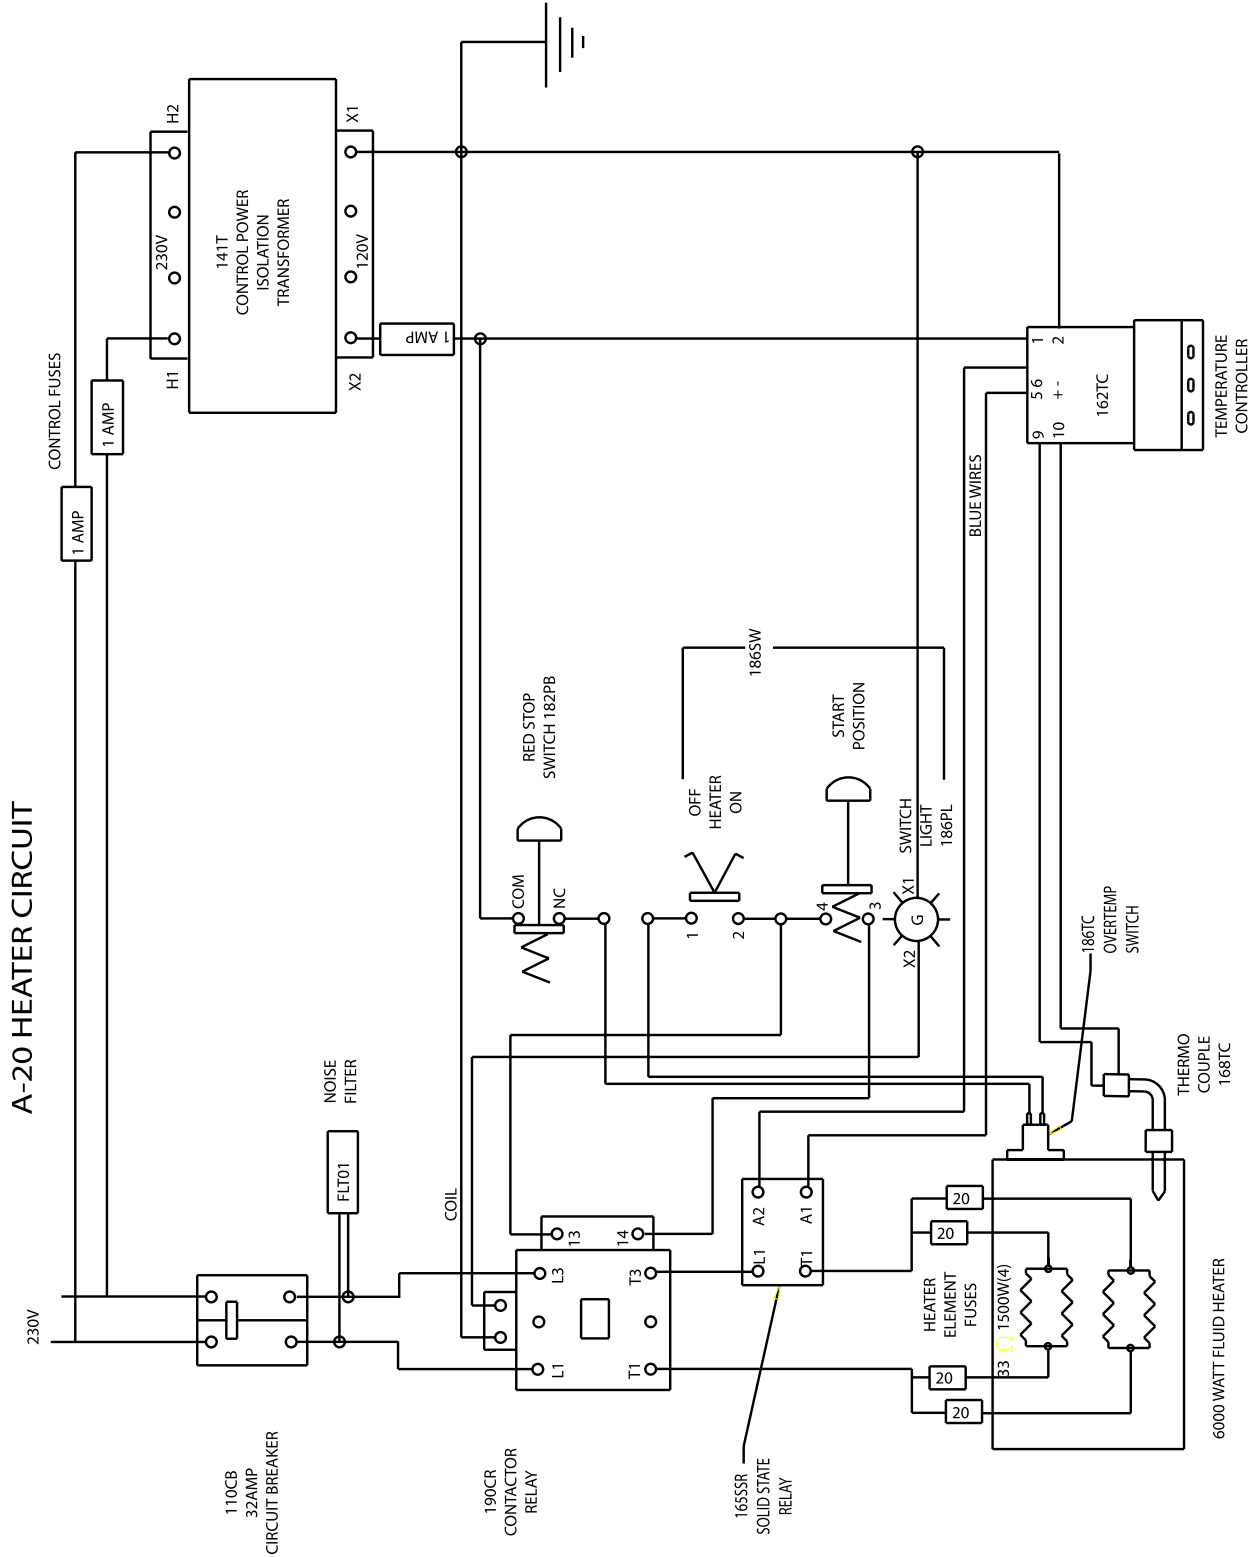 A-20 HEATER CIRCUIT
230V
CONTROL FUSES
1 AMP
1 AMP
H1
H2
230V
141T
CONTROL POWER
ISOLATION
TRANSFORMER
120V
X1
X2
1 AMP
110CB
32AMP
CIRCUIT BREAKER
NOISE
FILTER
FLT01
COIL
190CR
CONTACTOR
RELAY
L1
L3
T1
T3
13
14
RED STOP
SWITCH 182PB
COM
NC
OFF
HEATER
ON
1
2
186SW
START
POSITION
4
3
SWITCH
LIGHT
186PL
X1
G
X2
165SSR
SOLID STATE
RELAY
L1
A2
T1
A1
BLUE WIRES
9
5 6
1
10
+ -
2
162TC
TEMPERATURE
CONTROLLER
186TC
OVERTEMP
SWITCH
THERMO
COUPLE
168TC
HEATER
ELEMENT
FUSES
20
20
20
20
33 Ω 1500W(4)
6000 WATT FLUID HEATER